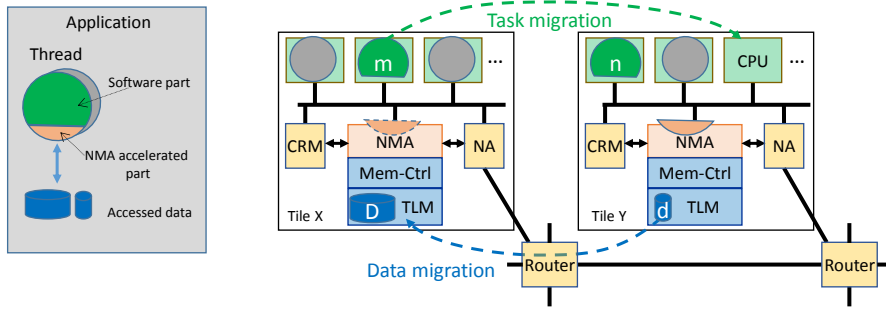 Application
Thread
Software part
NMA accelerated
part
Accessed data
Task migration
m
...
CRM
NMA
NA
Mem-Ctrl
D
TLM
Tile X
n
CPU
...
CRM
NMA
NA
Mem-Ctrl
d
TLM
Tile Y
Data migration
Router
Router